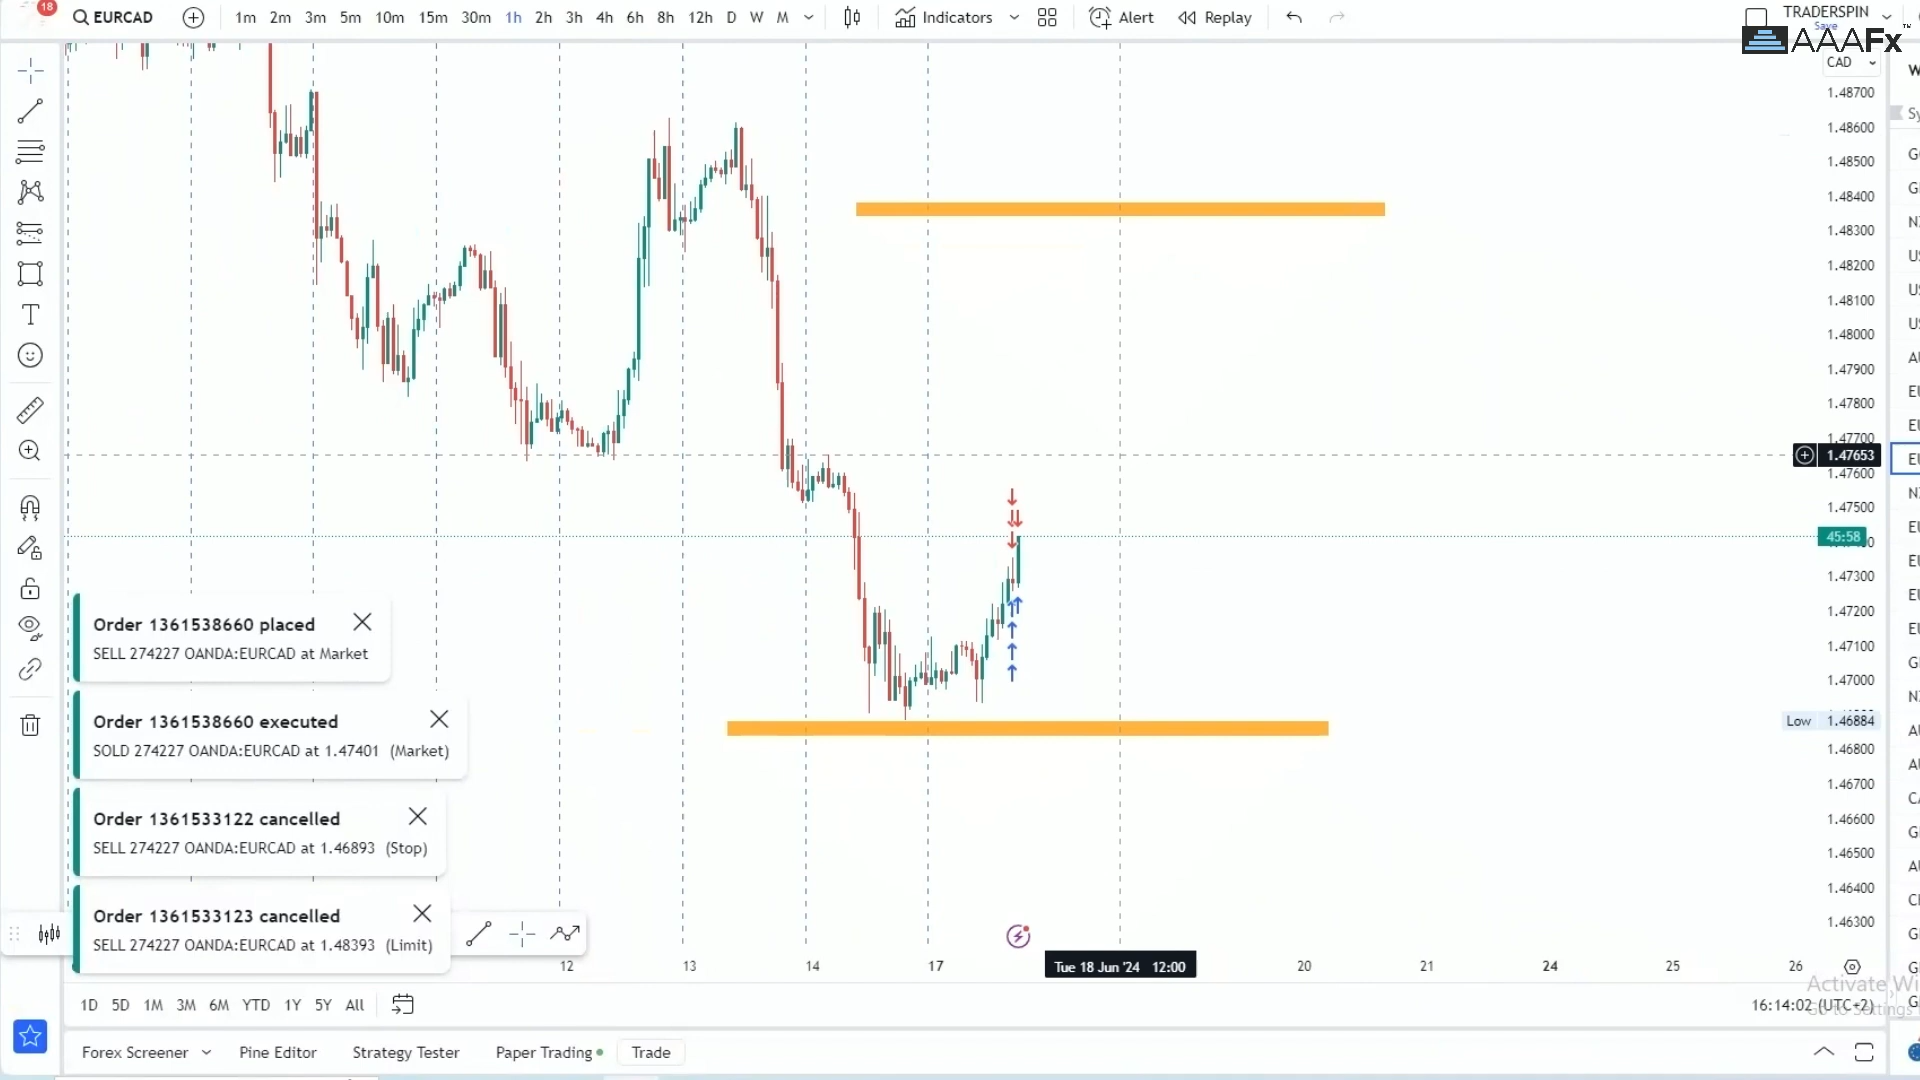 18
EURCAD
1m 2m 3m 5m 10m 15m 30m 1h 2h 3h 4h 6h 8h 12h D W M
Indicators
Alert
Replay
TRADERSPIN
Save
AAAFx™
CAD
1.48700
1.48600
1.48500
1.48400
1.48300
1.48200
1.48100
1.48000
1.47900
1.47800
1.47700
1.47653
1.47600
1.47500
45:58
1.47300
1.47200
1.47100
1.47000
Low 1.46884
1.46800
1.46700
1.46600
1.46500
1.46400
1.46300
Order 1361538660 placed
SELL 274227 OANDA:EURCAD at Market
Order 1361538660 executed
SOLD 274227 OANDA:EURCAD at 1.47401 (Market)
Order 1361533122 cancelled
SELL 274227 OANDA:EURCAD at 1.46893 (Stop)
Order 1361533123 cancelled
SELL 274227 OANDA:EURCAD at 1.48393 (Limit)
12 13 14 17 Tue 18 Jun '24 12:00 20 21 24 25 26
Activate Wi
1D 5D 1M 3M 6M YTD 1Y 5Y All
16:14:02 (UTC+2)
Forex Screener
Pine Editor
Strategy Tester
Paper Trading
Trade